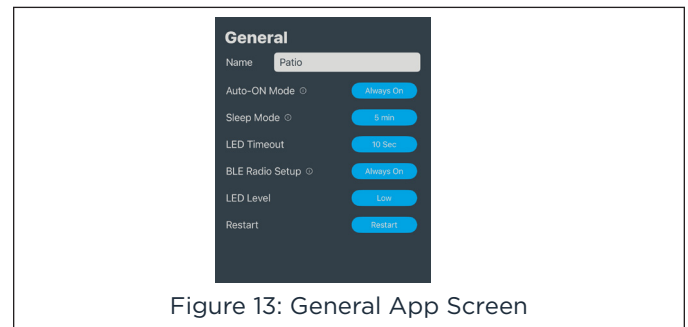 General
Name Patio
Auto-ON Mode ⓘ Always On
Sleep Mode ⓘ 5 min
LED Timeout 10 Sec
BLE Radio Setup ⓘ Always On
LED Level Low
Restart Restart
Figure 13: General App Screen